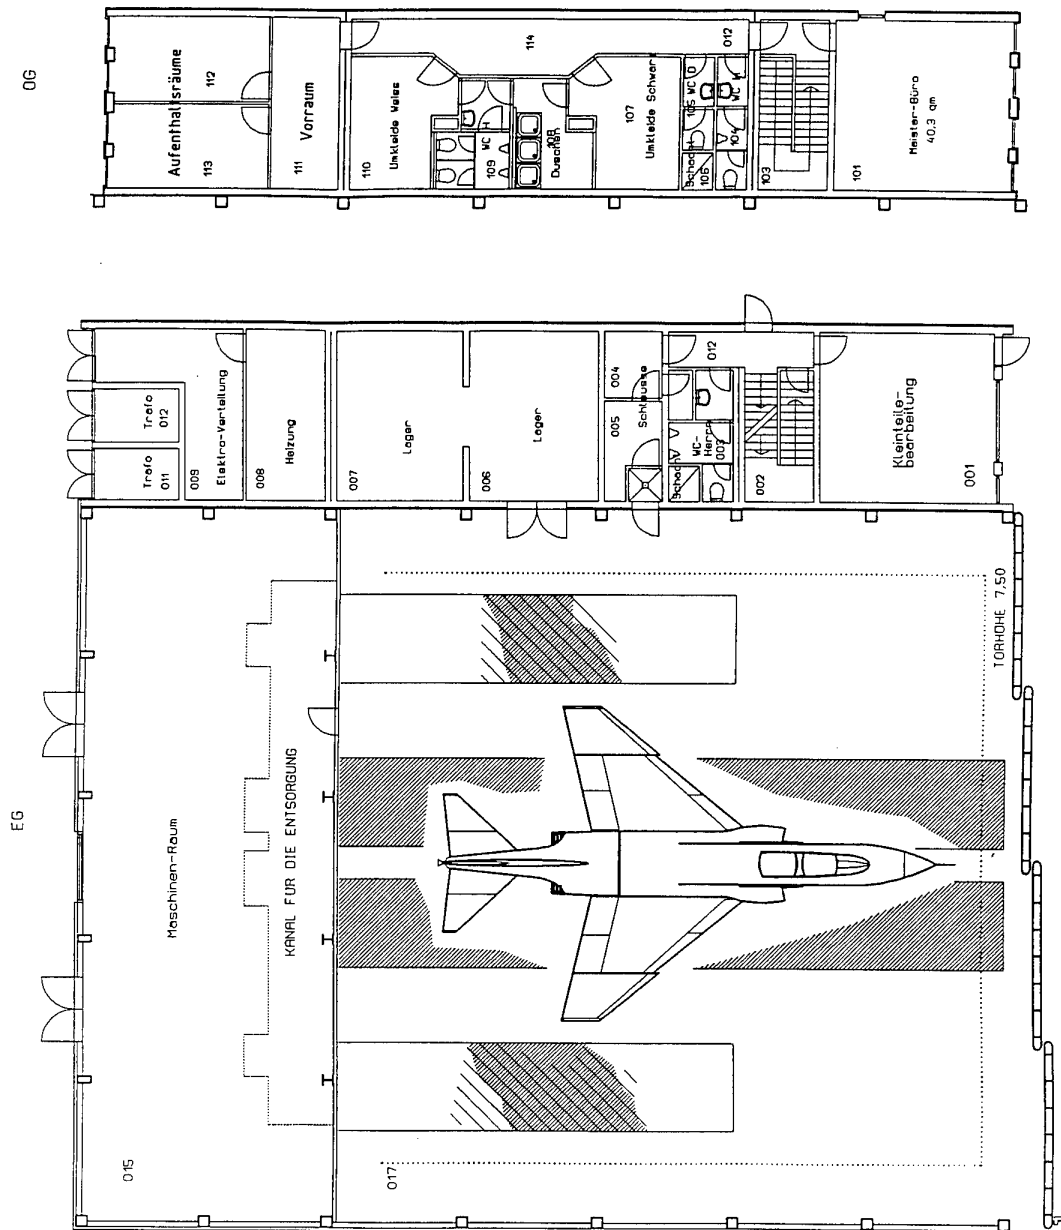 OG
Aufenthaltsräume
113
112
Vorraum
111
114
012
Umkleide Weiss
110
WC H
109
108
Duschen
107
Umkleide Schwarz
105 WC D
Schacht
106
104
WC H
103
Meister-Büro
40,3 qm
101
EG
Trafo
011
Trafo
012
Elektro-Verteilung
009
Heizung
008
Lager
007
Lager
006
004
005
Schleusse
Schacht
WC-
Herren
003
012
002
Kleinteile-
bearbeitung
001
Maschinen-Raum
015
KANAL FÜR DIE ENTSORGUNG
017
TORHÖHE 7,50